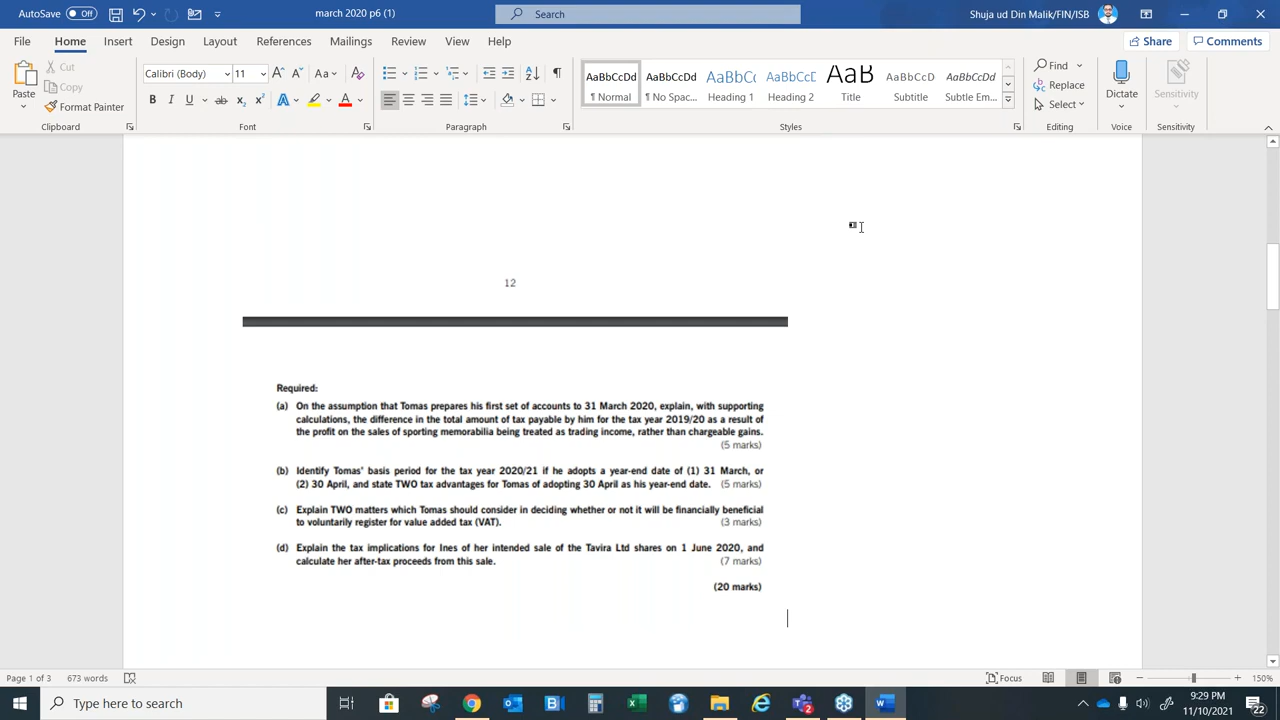 AutoSave Off march 2020 p6 (1) Search Shuja ud Din Malik/FIN/ISB
File Home Insert Design Layout References Mailings Review View Help Share Comments
Paste Cut Copy Format Painter
Calibri (Body) 11
AaBbCcDd AaBbCcDd AaBbCc AaBbCcC AaB AaBbCcD AaBbCcDd
¶ Normal ¶ No Spac... Heading 1 Heading 2 Title Subtitle Subtle Em...
Find Replace Select Dictate Sensitivity
Clipboard Font Paragraph Styles Editing Voice Sensitivity
12
Required:
(a) On the assumption that Tomas prepares his first set of accounts to 31 March 2020, explain, with supporting
calculations, the difference in the total amount of tax payable by him for the tax year 2019/20 as a result of
the profit on the sales of sporting memorabilia being treated as trading income, rather than chargeable gains.
(5 marks)
(b) Identify Tomas' basis period for the tax year 2020/21 if he adopts a year-end date of (1) 31 March, or
(2) 30 April, and state TWO tax advantages for Tomas of adopting 30 April as his year-end date. (5 marks)
(c) Explain TWO matters which Tomas should consider in deciding whether or not it will be financially beneficial
to voluntarily register for value added tax (VAT). (3 marks)
(d) Explain the tax implications for Ines of her intended sale of the Tavira Ltd shares on 1 June 2020, and
calculate her after-tax proceeds from this sale. (7 marks)
(20 marks)
Page 1 of 3 673 words Focus 150%
Type here to search 9:29 PM
11/10/2021 22